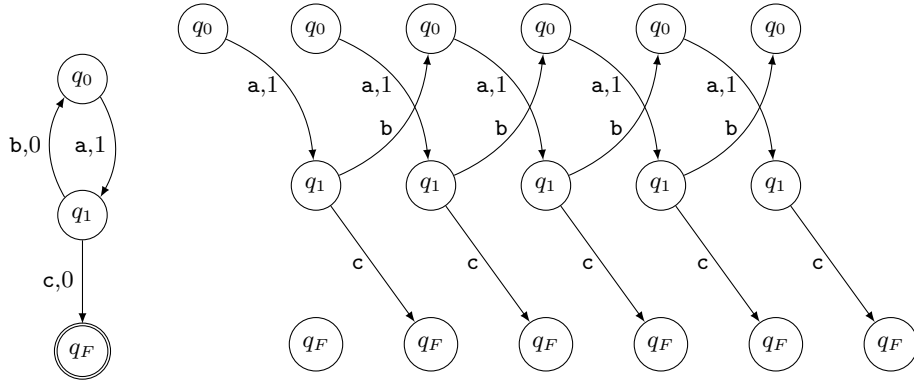 q0 q0 q0 q0 q0 q0
q0
a,1 a,1 a,1 a,1 a,1
b,0 a,1
b b b b
q1 q1 q1 q1 q1
q1
c,0
c c c c c
qF qF qF qF qF qF
qF